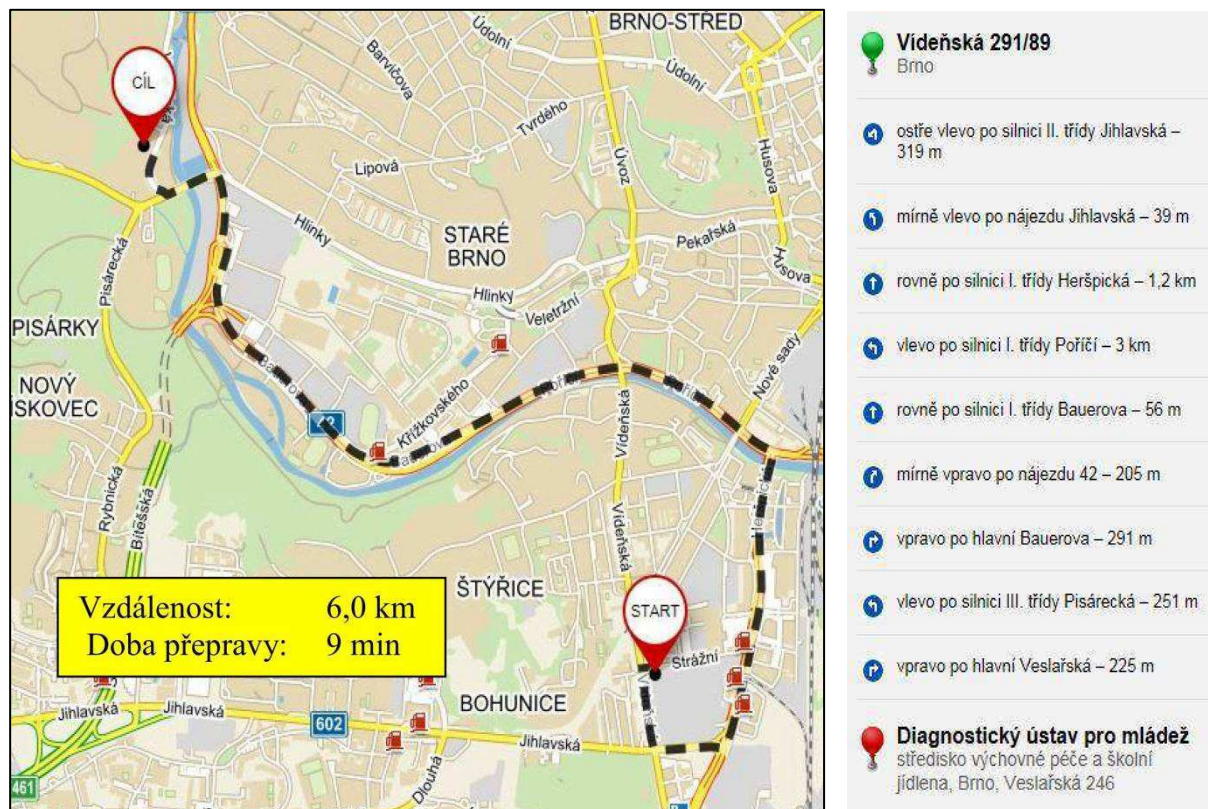 BRNO-STŘED
Údolní
Údolní
Údolní
Barvičova
Tvrdého
Úvoz
Husova
Husova
Lipová
CÍL
Hlinky
STARÉ
BRNO
Pekařská
Hlinky
Veletržní
Pisárecká
PISÁRKY
NOVÝ
Nové sady
Křížkovského
42
Vídeňská
Vídeňská
Rybnická
Bítešská
ŠTÝŘICE
START
Strážní
Vzdálenost: 6,0 km
Doba přepravy: 9 min
BOHUNICE
Jihlavská
Jihlavská
602
Jihlavská
Dlouhá
461
Vídeňská 291/89
Brno
ostře vlevo po silnici II. třídy Jihlavská –
319 m
mírně vlevo po nájezdu Jihlavská – 39 m
rovně po silnici I. třídy Heršpická – 1,2 km
vlevo po silnici I. třídy Poříčí – 3 km
rovně po silnici I. třídy Bauerova – 56 m
mírně vpravo po nájezdu 42 – 205 m
vpravo po hlavní Bauerova – 291 m
vlevo po silnici III. třídy Pisárecká – 251 m
vpravo po hlavní Veslařská – 225 m
Diagnostický ústav pro mládež
středisko výchovné péče a školní
jídlena, Brno, Veslařská 246